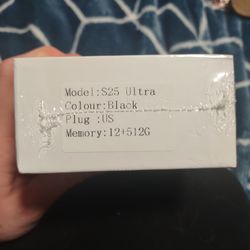 Model:S25 Ultra
Colour:Black
Plug :US
Memory:12+512G